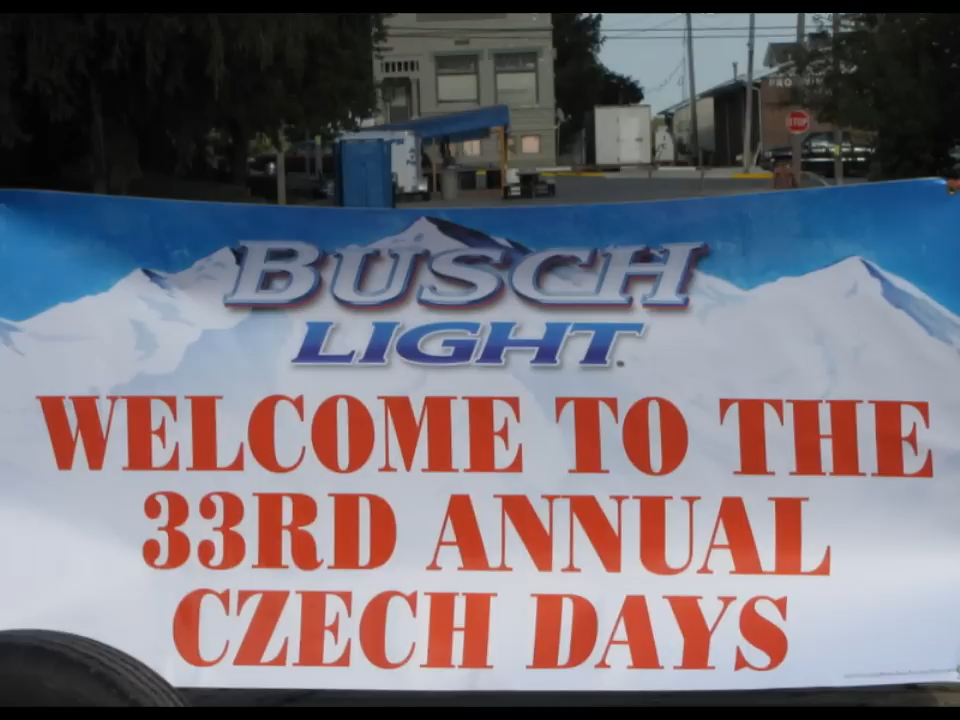 STOP
BUSCH
LIGHT.
WELCOME TO THE
33RD ANNUAL
CZECH DAYS